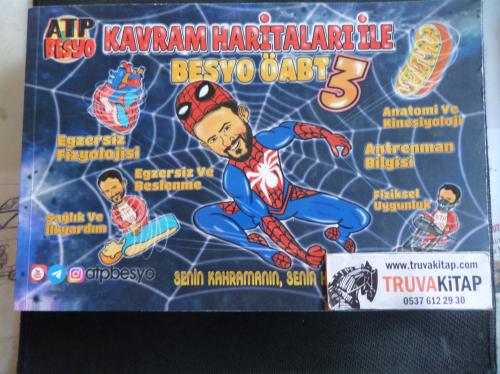 ATP
BESYO
KAVRAM HARİTALARI İLE
BESYO ÖABT
3
Egzersiz
Fizyolojisi
Anatomi Ve
Kinesiyoloji
Egzersiz Ve
Beslenme
Antrenman
Bilgisi
Sağlık Ve
İlkyardım
Fiziksel
Uygunluk
STOP
atpbesyo
SENİN KAHRAMANIN, SENİN
www.truvakitap.com
TRUVAKİTAP
0537 612 29 30